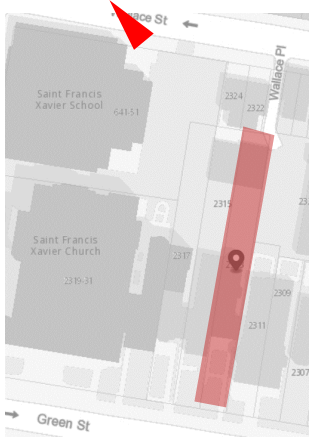 ace St
Wallace Pl
2324
2322
Saint Francis
Xavier School
641-51
2315
Saint Francis
Xavier Church
2317
2319-31
2309
2311
2307
Green St